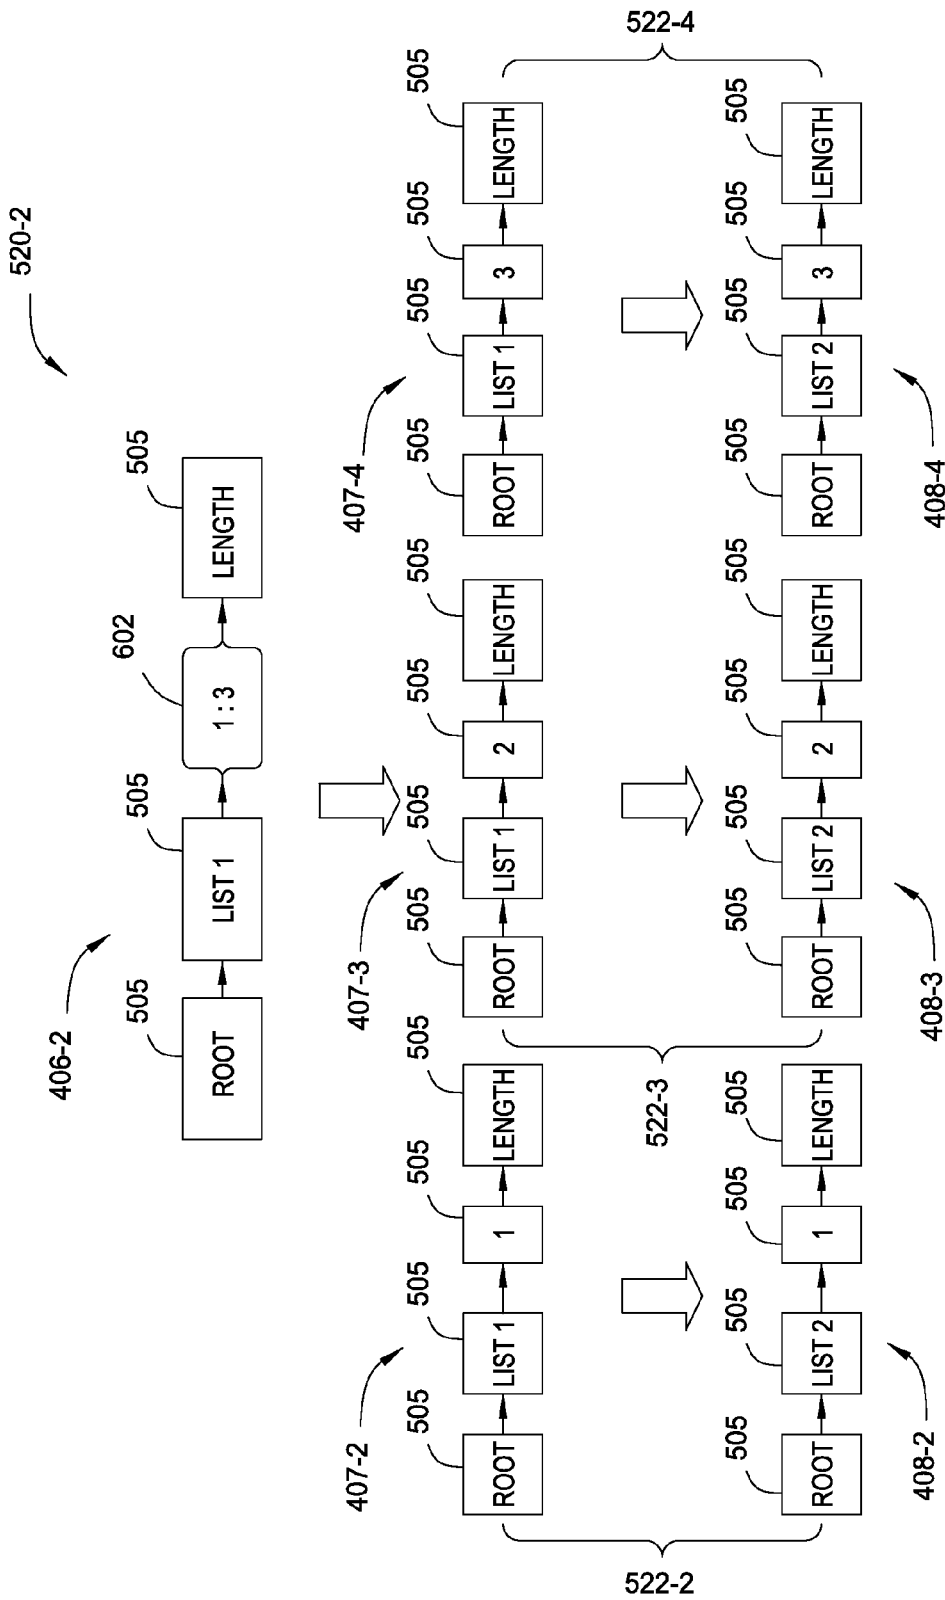 520-2
406-2
505 505 602 505
ROOT LIST 1 1 : 3 LENGTH
407-2 407-3 407-4
505 505 505 505 505 505 505 505 505 505 505 505
ROOT LIST 1 1 LENGTH ROOT LIST 1 2 LENGTH ROOT LIST 1 3 LENGTH
522-2 522-3 522-4
505 505 505 505 505 505 505 505 505 505 505 505
ROOT LIST 2 1 LENGTH ROOT LIST 2 2 LENGTH ROOT LIST 2 3 LENGTH
408-2 408-3 408-4